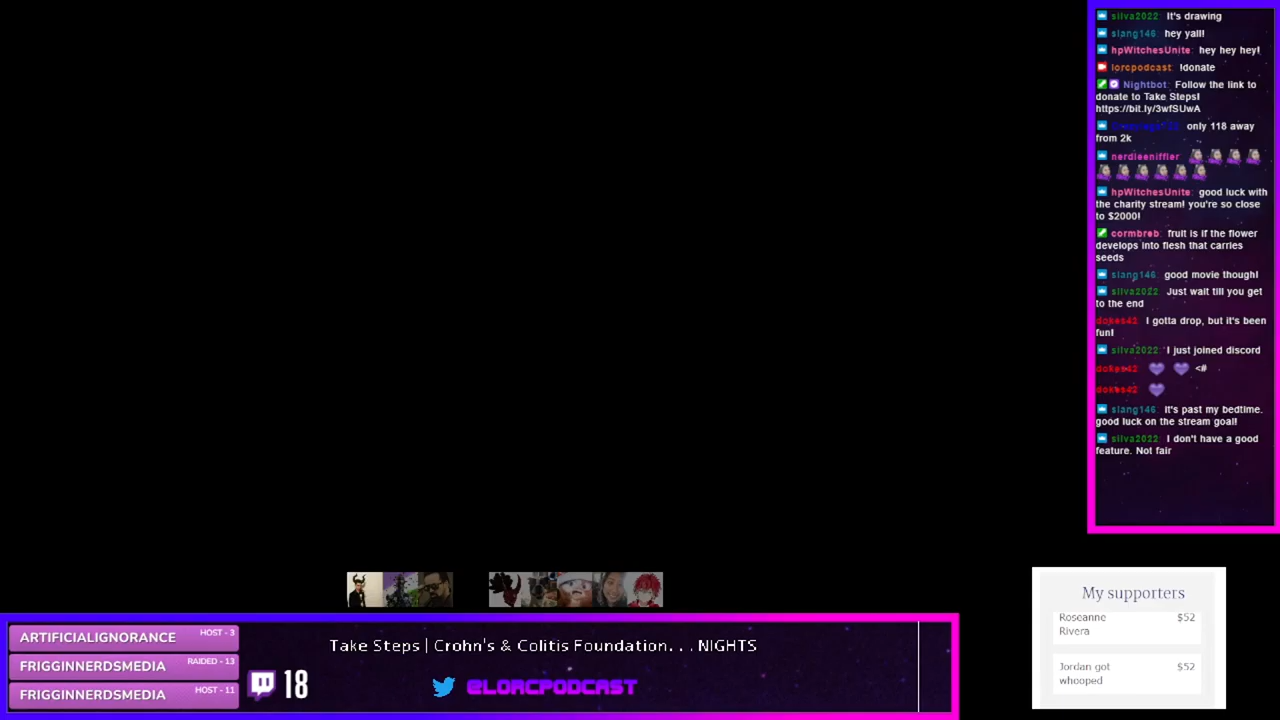 silva2022: It's drawing
slang146: hey yall!
hpWitchesUnite: hey hey hey!
lorcpodcast: !donate
Nightbot: Follow the link to
donate to Take Steps!
https://bit.ly/3wfSUwA
only 118 away
from 2k
nerdieeniffler:
hpWitchesUnite: good luck with
the charity stream! you're so close
to $2000!
cormbreb: fruit is if the flower
develops into flesh that carries
seeds
slang146: good movie though!
silva2022: Just wait till you get
to the end
dokes42: I gotta drop, but it's been
fun!
silva2022: I just joined discord
dokes42: <#
dokes42:
slang146: it's past my bedtime.
good luck on the stream goal!
silva2022: I don't have a good
feature. Not fair
My supporters
Roseanne $52
Rivera
Jordan got $52
whooped
ARTIFICIALIGNORANCE HOST - 3
FRIGGINNERDSMEDIA RAIDED - 13
FRIGGINNERDSMEDIA HOST - 11
18
Take Steps | Crohn's & Colitis Foundation. . . NIGHTS
@LORCPODCAST